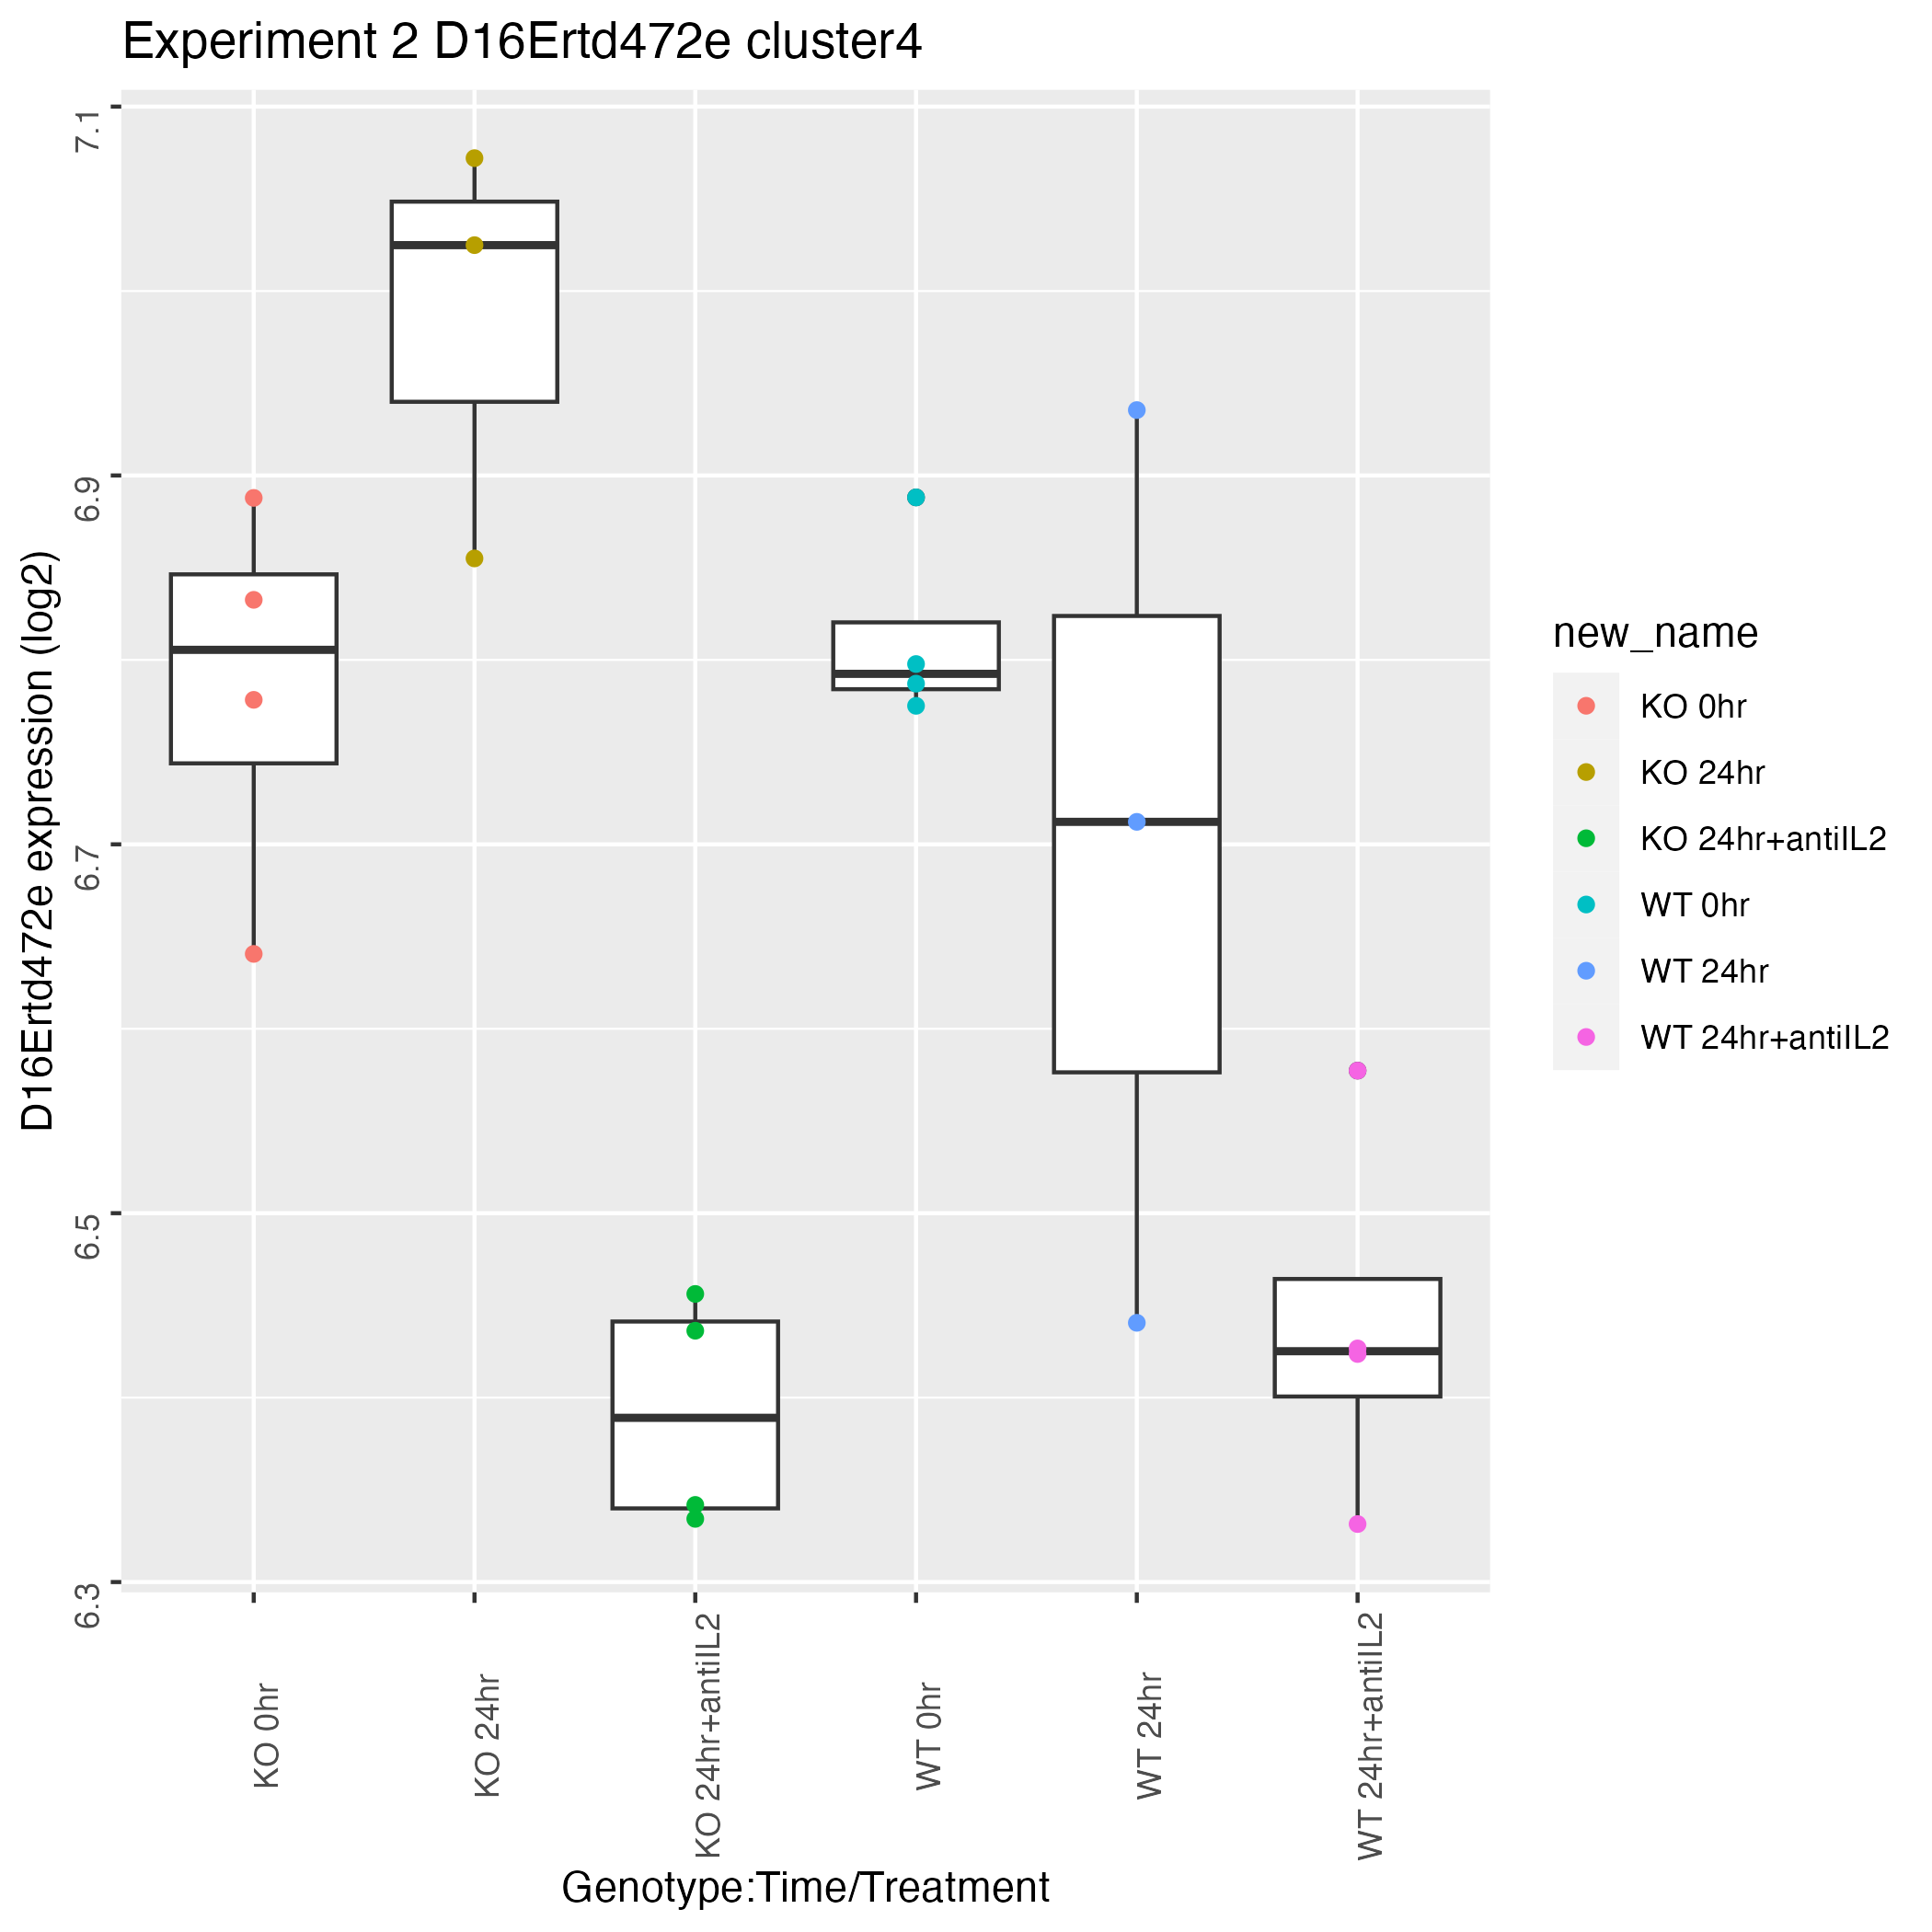 Experiment 2 D16Ertd472e cluster4
7.1
6.9
6.7
6.5
6.3
D16Ertd472e expression (log2)
KO 0hr
KO 24hr
KO 24hr+antiIL2
WT 0hr
WT 24hr
WT 24hr+antiIL2
Genotype:Time/Treatment
new_name
KO 0hr
KO 24hr
KO 24hr+antiIL2
WT 0hr
WT 24hr
WT 24hr+antiIL2